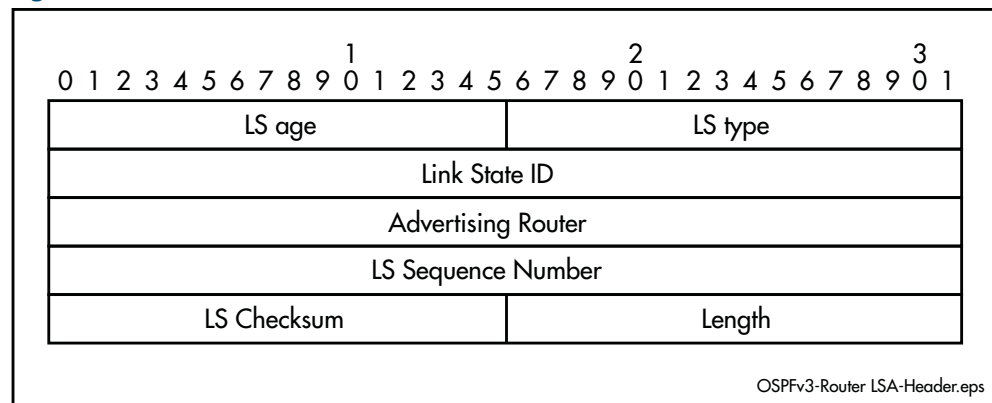 1 2 3
0 1 2 3 4 5 6 7 8 9 0 1 2 3 4 5 6 7 8 9 0 1 2 3 4 5 6 7 8 9 0 1
LS age LS type
Link State ID
Advertising Router
LS Sequence Number
LS Checksum Length
OSPFv3-Router LSA-Header.eps